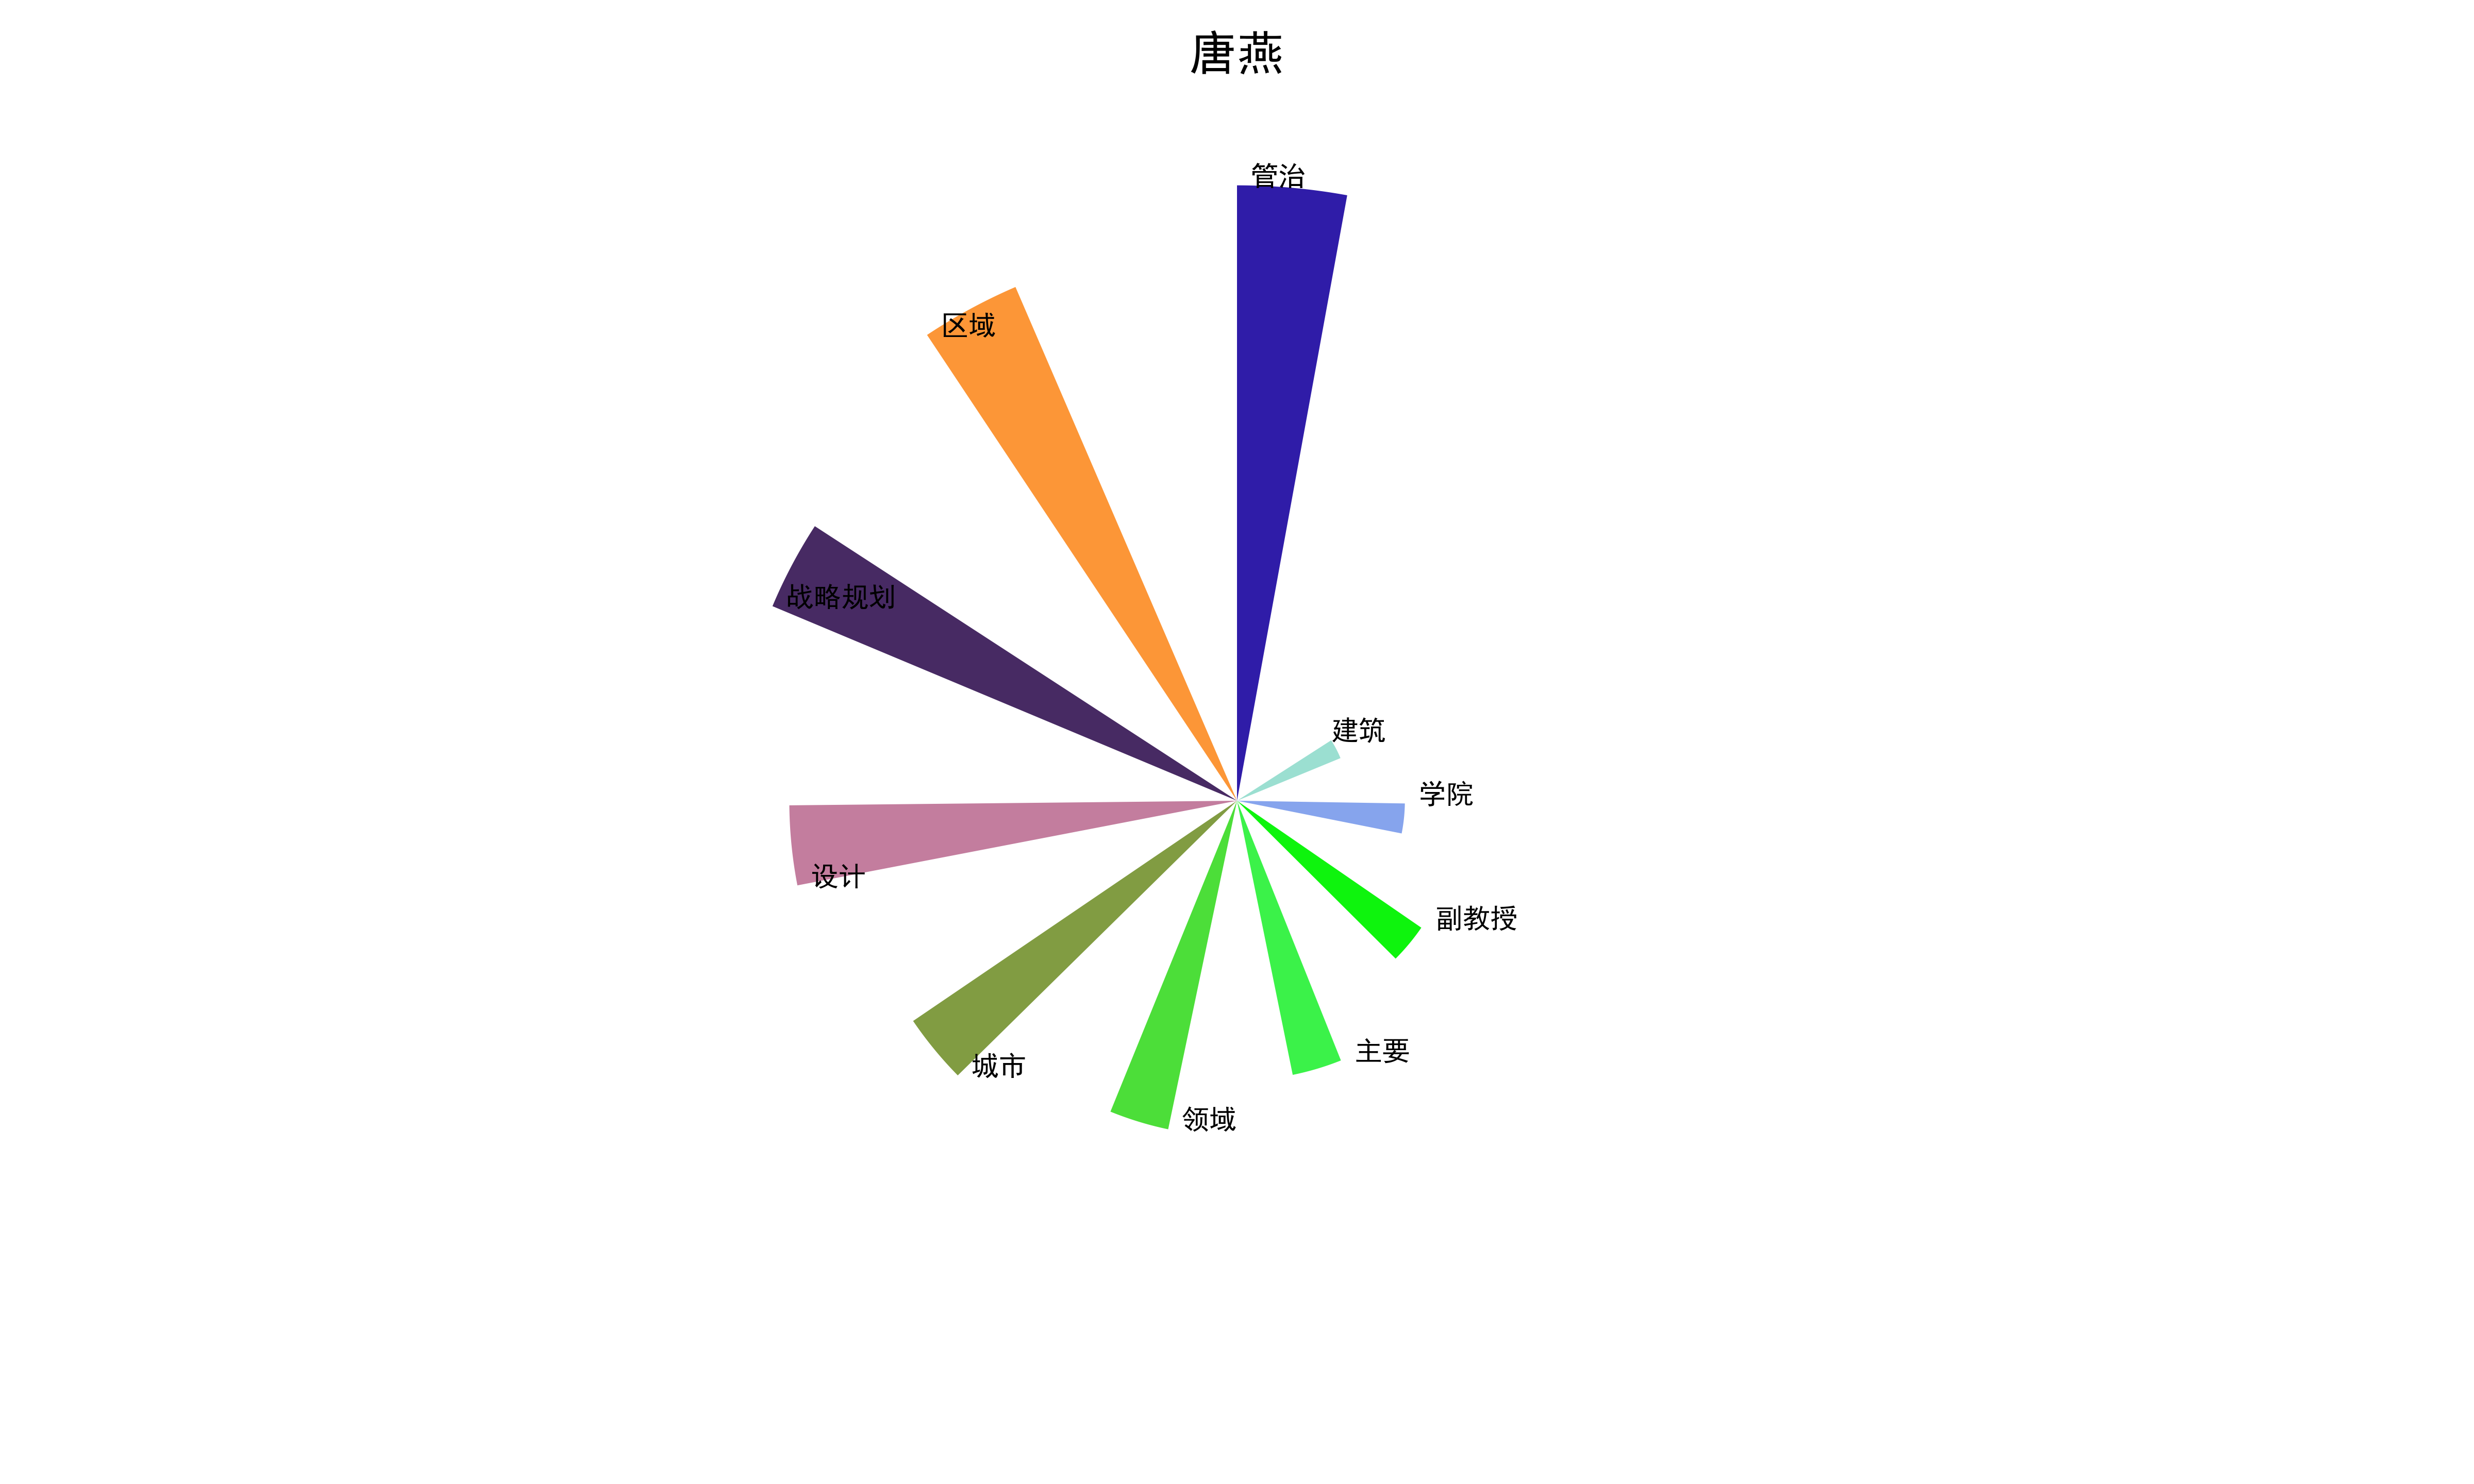 唐燕
管治
区域
战略规划
建筑
学院
设计
副教授
主要
城市
领域